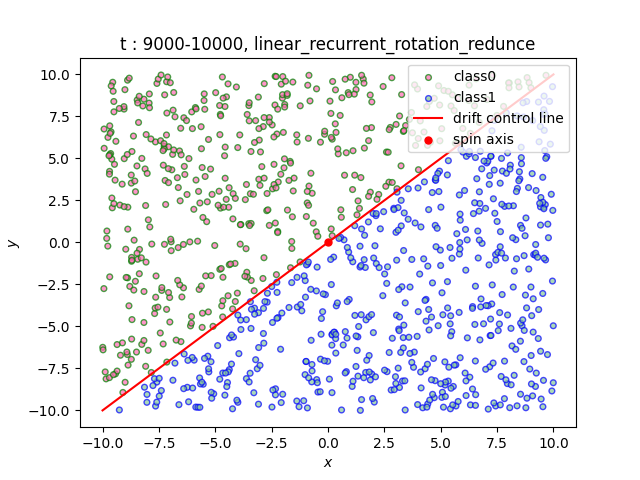 t : 9000-10000, linear_recurrent_rotation_redunce
class0
class1
drift control line
spin axis
10.0
7.5
5.0
2.5
0.0
−2.5
−5.0
−7.5
−10.0
y
−10.0 −7.5 −5.0 −2.5 0.0 2.5 5.0 7.5 10.0
x